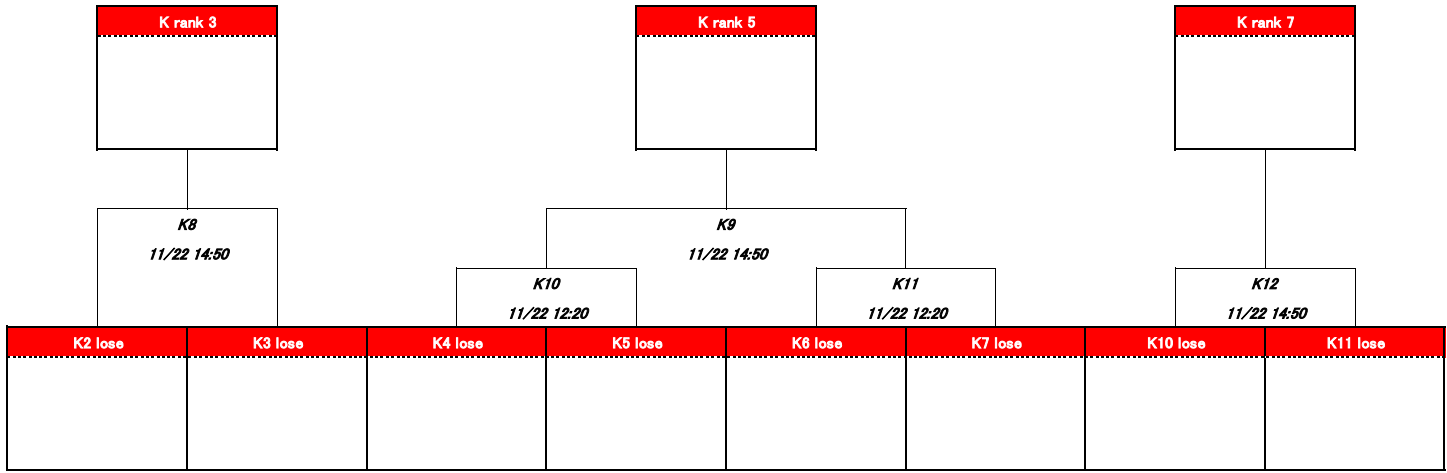 K rank 3
K rank 5
K rank 7
K8
K9
11/22 14:50
11/22 14:50
K10
K11
K12
11/22 12:20
11/22 12:20
11/22 14:50
K2 lose
K3 lose
K4 lose
K5 lose
K6 lose
K7 lose
K10 lose
K11 lose